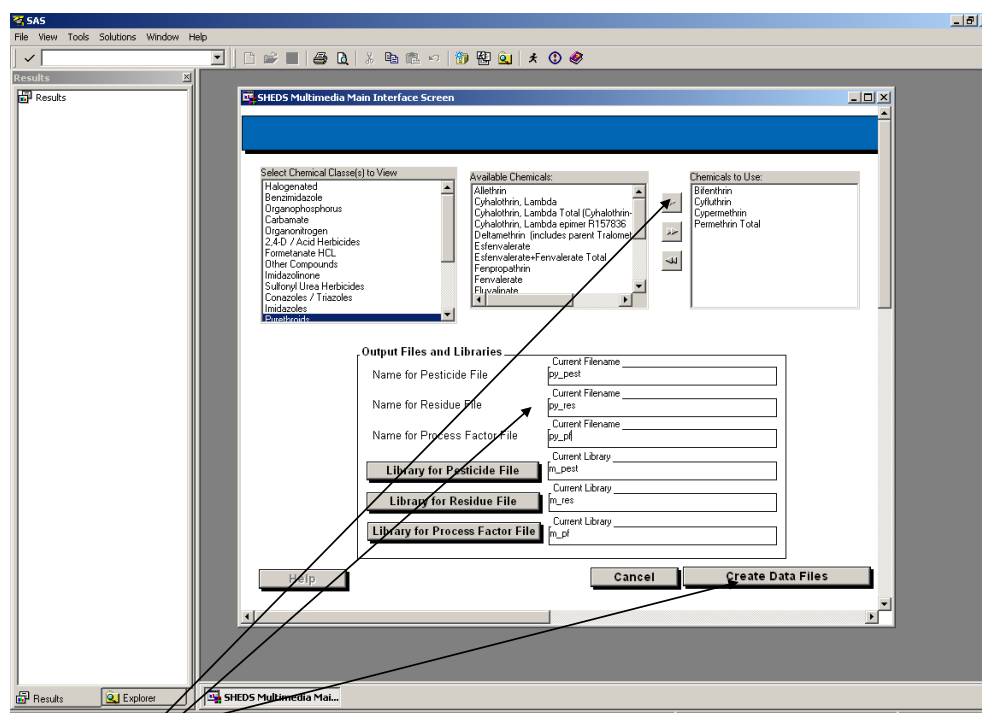 SAS
File View Tools Solutions Window Help
Results
Results
SHEDS Multimedia Main Interface Screen
Select Chemical Classe(s) to View
Halogenated
Benzimidazole
Organophosphorus
Carbamate
Organonitrogen
2,4-D / Acid Herbicides
Formetanate HCL
Other Compounds
Imidazolinone
Sulfonyl Urea Herbicides
Conazoles / Triazoles
Imidazoles
Pyrethroids
Available Chemicals:
Allethrin
Cyhalothrin, Lambda
Cyhalothrin, Lambda Total (Cyhalothrin-
Cyhalothrin, Lambda epimer R157836
Deltamethrin (includes parent Tralomet
Esfenvalerate
Esfenvalerate+Fenvalerate Total
Fenpropathrin
Fenvalerate
Fluvalinate
Chemicals to Use:
Bifenthrin
Cyfluthrin
Cypermethrin
Permethrin Total
Output Files and Libraries
Name for Pesticide File
Current Filename
py_pest
Name for Residue File
Current Filename
py_res
Name for Process Factor File
Current Filename
py_pf
Library for Pesticide File
Current Library
m_pest
Library for Residue File
Current Library
m_res
Library for Process Factor File
Current Library
m_pf
Help
Cancel
Create Data Files
Results
Explorer
SHEDS Multimedia Mai...